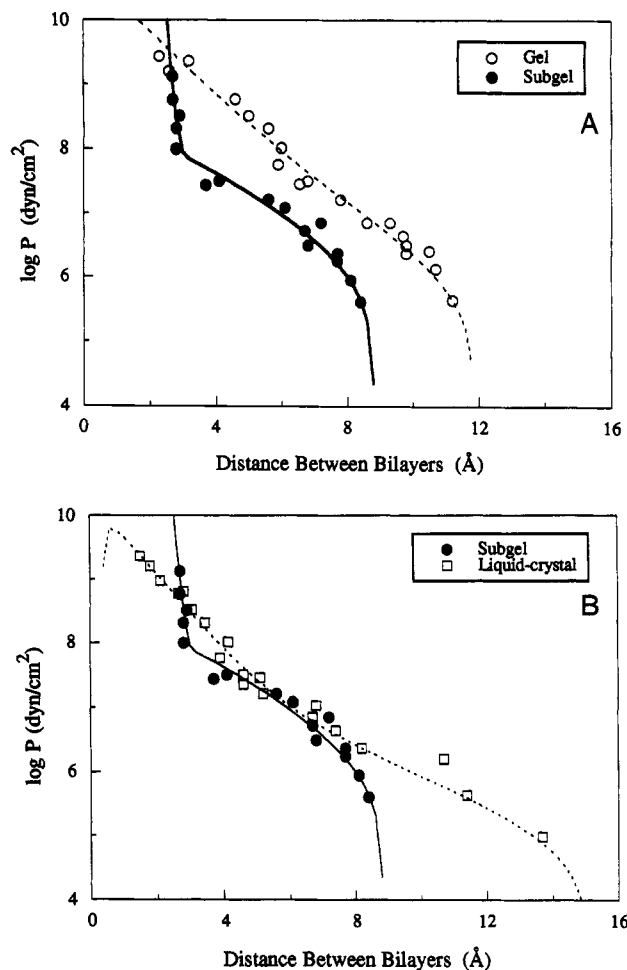 10
8
6
4
log P (dyn/cm²)
Gel
Subgel
A
0
4
8
12
16
Distance Between Bilayers (Å)
10
8
6
4
log P (dyn/cm²)
Subgel
Liquid-crystal
B
0
4
8
12
16
Distance Between Bilayers (Å)